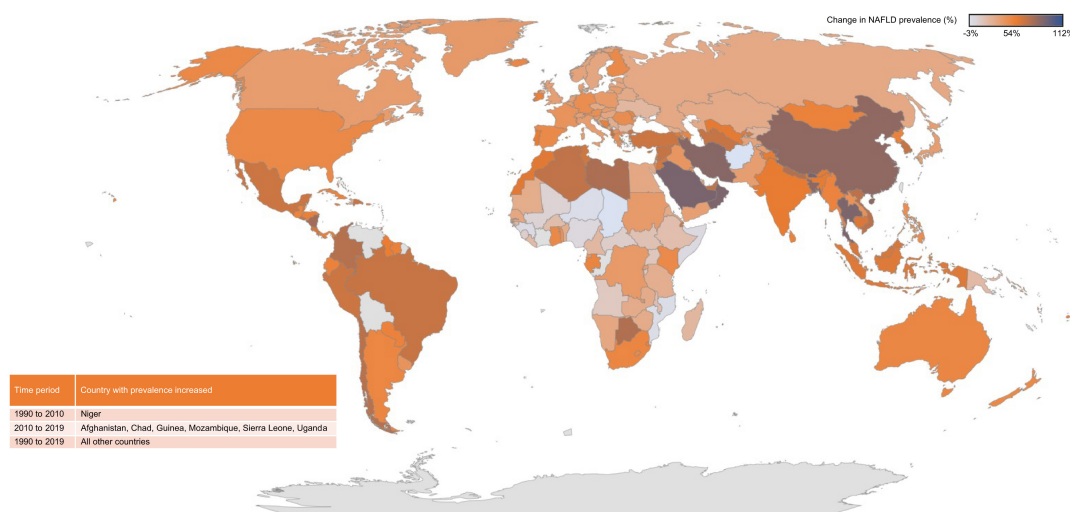 Change in NAFLD prevalence (%)
-3% 54% 112%
Time period Country with prevalence increased
1990 to 2010 Niger
2010 to 2019 Afghanistan, Chad, Guinea, Mozambique, Sierra Leone, Uganda
1990 to 2019 All other countries